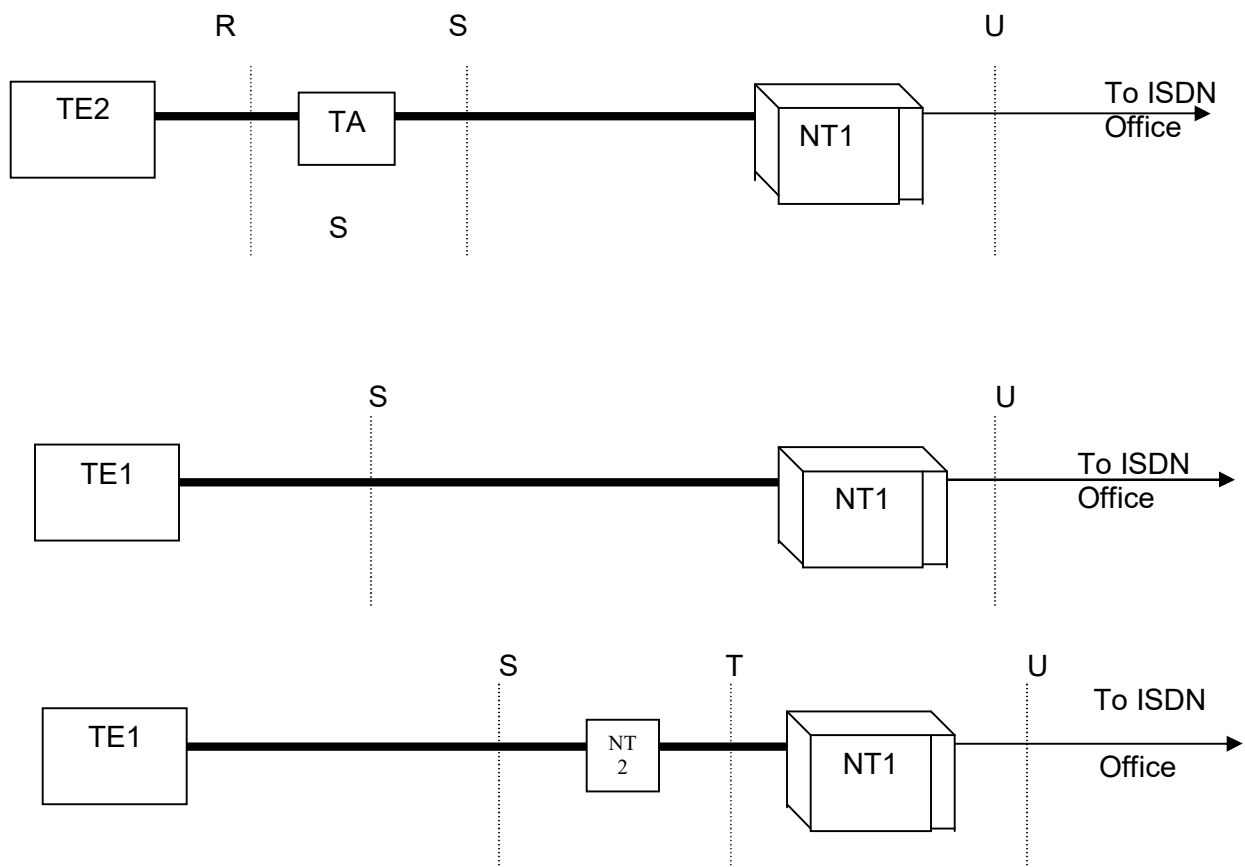 R
S
U
TE2
TA
NT1
To ISDN
Office
S
S
U
TE1
NT1
To ISDN
Office
S
T
U
TE1
NT
2
NT1
To ISDN
Office